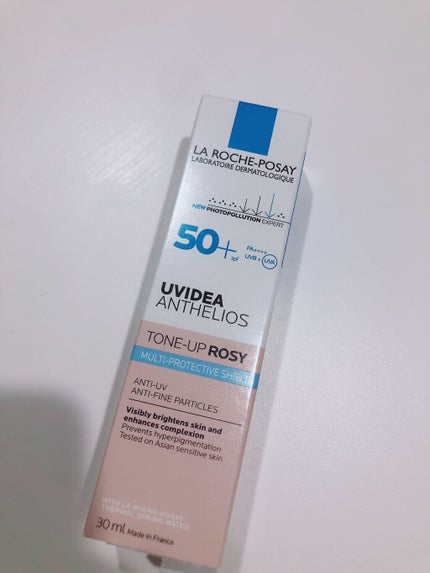 LA ROCHE-POSAY
LABORATOIRE DERMATOLOGIQUE
NEW PHOTOPOLLUTION EXPERT
50+
spf
PA++++
UVB + UVA
UVIDEA
ANTHELIOS
TONE-UP ROSY
MULTI-PROTECTIVE SHIELD
ANTI-UV
ANTI-FINE PARTICLES
Visibly brightens skin and
enhances complexion
Prevents hyperpigmentation
Tested on Asian sensitive skin
WITH LA ROCHE-POSAY
THERMAL SPRING WATER
30 ml Made in France